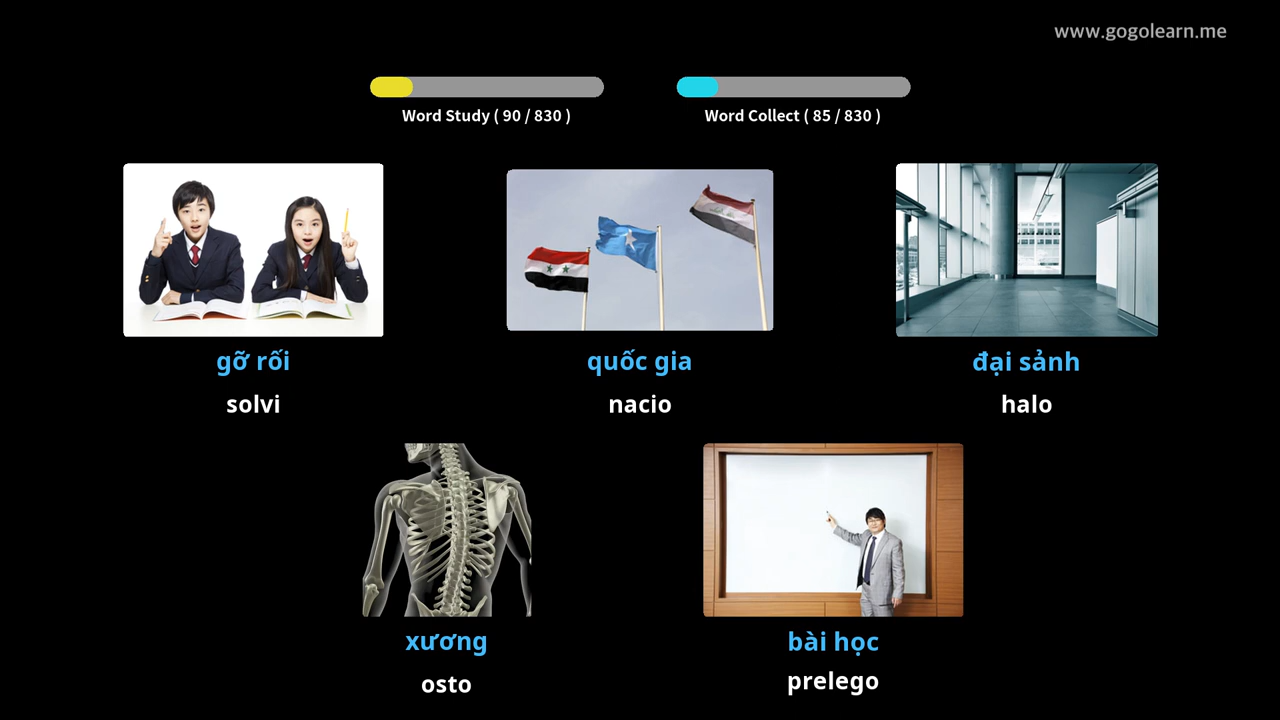 www.gogolearn.me
Word Study ( 90 / 830 )
Word Collect ( 85 / 830 )
gỡ rối
quốc gia
đại sảnh
solvi
nacio
halo
xương
bài học
osto
prelego